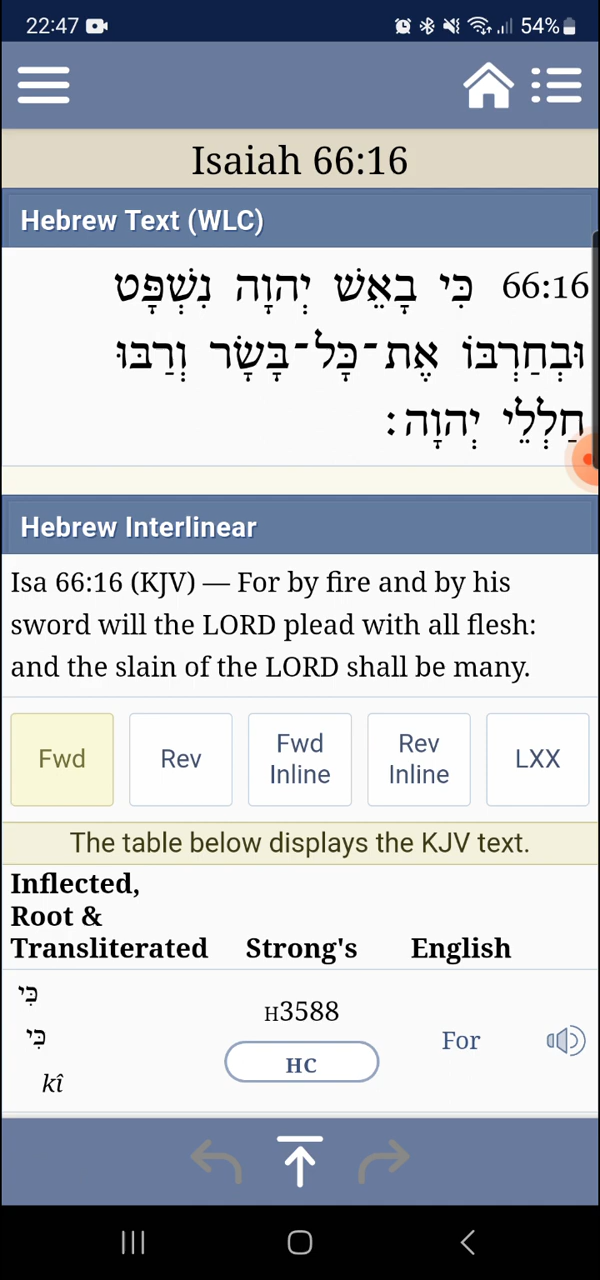 22:47 54%
Isaiah 66:16
Hebrew Text (WLC)
66:16 כִּי בָאֵשׁ יְהוָה נִשְׁפָּט
וּבְחַרְבּוֹ אֶת־כָּל־בָּשָׂר וְרַבּוּ
חַלְלֵי יְהוָה׃
Hebrew Interlinear
Isa 66:16 (KJV) — For by fire and by his
sword will the LORD plead with all flesh:
and the slain of the LORD shall be many.
Fwd Rev Fwd Inline Rev Inline LXX
The table below displays the KJV text.
Inflected,
Root &
Transliterated Strong's English
כִּי
כִּי
kî
H3588
HC
For